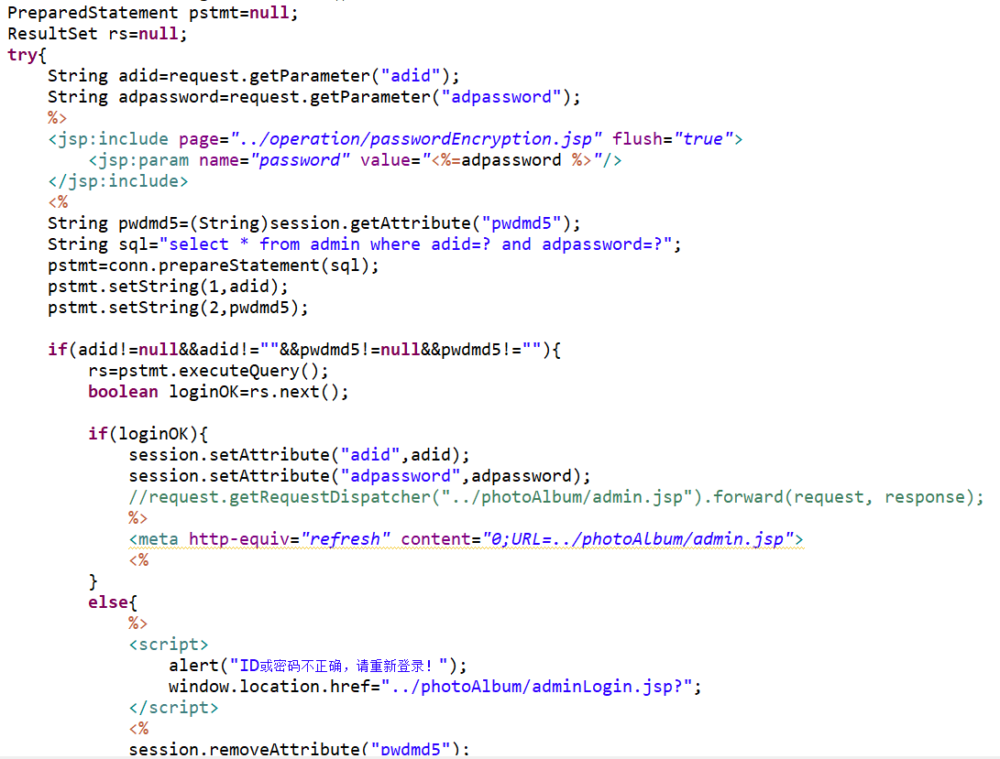 PreparedStatement pstmt=null;
ResultSet rs=null;
try{
    String adid=request.getParameter("adid");
    String adpassword=request.getParameter("adpassword");
    %>
    <jsp:include page="../operation/passwordEncryption.jsp" flush="true">
        <jsp:param name="password" value="<%=adpassword %>"/>
    </jsp:include>
    <%
    String pwdmd5=(String)session.getAttribute("pwdmd5");
    String sql="select * from admin where adid=? and adpassword=?";
    pstmt=conn.prepareStatement(sql);
    pstmt.setString(1,adid);
    pstmt.setString(2,pwdmd5);

    if(adid!=null&&adid!=""&&pwdmd5!=null&&pwdmd5!=""){
        rs=pstmt.executeQuery();
        boolean loginOK=rs.next();

        if(loginOK){
            session.setAttribute("adid",adid);
            session.setAttribute("adpassword",adpassword);
            //request.getRequestDispatcher("../photoAlbum/admin.jsp").forward(request, response);
            %>
            <meta http-equiv="refresh" content="0;URL=../photoAlbum/admin.jsp">
            <%
        }
        else{
            %>
            <script>
                alert("ID或密码不正确，请重新登录！");
                window.location.href="../photoAlbum/adminLogin.jsp?";
            </script>
            <%
            session.removeAttribute("pwdmd5");